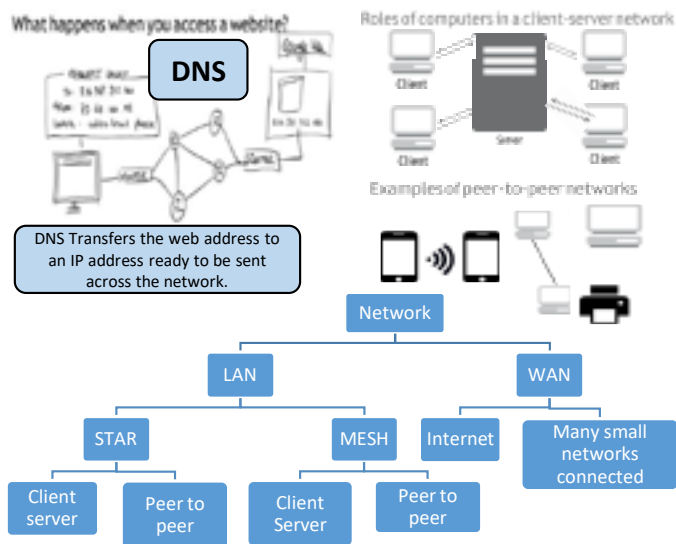 What happens when you access a website?
DNS
DNS Transfers the web address to
an IP address ready to be sent
across the network.
Roles of computers in a client-server network
Client
Client
Client
Client
Server
Examples of peer-to-peer networks
Network
LAN
WAN
STAR
MESH
Internet
Many small
networks
connected
Client
server
Peer to
peer
Client
Server
Peer to
peer